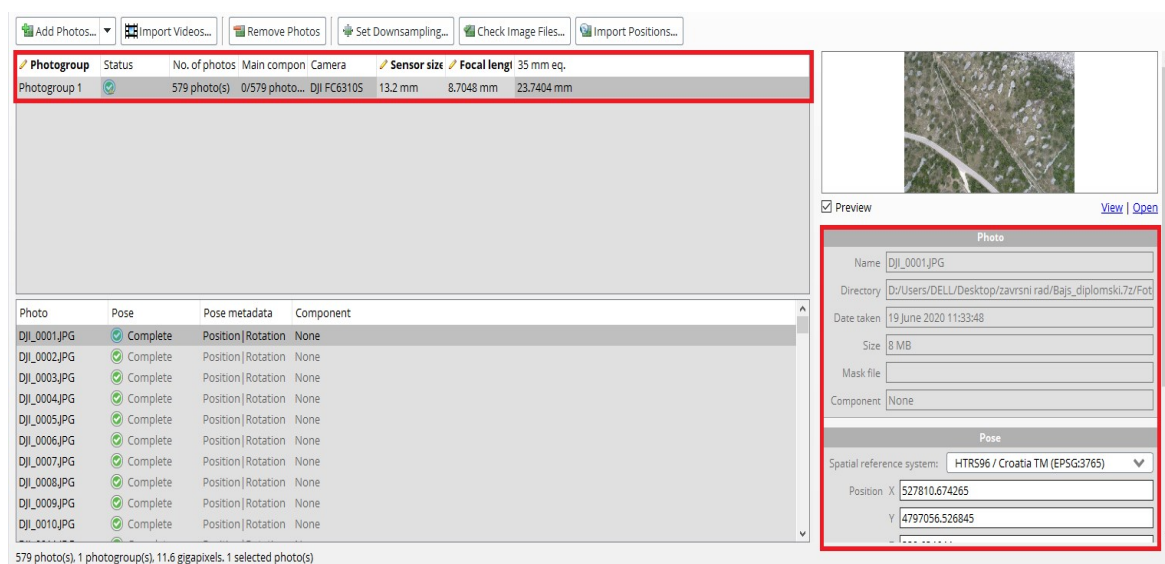 Add Photos... Import Videos... Remove Photos Set Downsampling... Check Image Files... Import Positions...
Photogroup Status No. of photos Main compon Camera Sensor size Focal lengt 35 mm eq.
Photogroup 1 579 photo(s) 0/579 photo... DJI FC6310S 13.2 mm 8.7048 mm 23.7404 mm
Preview View | Open
Photo
Name DJI_0001.JPG
Directory D:/Users/DELL/Desktop/zavrsni rad/Bajs_diplomski.7z/Fot
Date taken 19 June 2020 11:33:48
Size 8 MB
Mask file
Component None
Pose
Spatial reference system: HTRS96 / Croatia TM (EPSG:3765)
Position X 527810.674265
Y 4797056.526845
Photo Pose Pose metadata Component
DJI_0001.JPG Complete Position|Rotation None
DJI_0002.JPG Complete Position|Rotation None
DJI_0003.JPG Complete Position|Rotation None
DJI_0004.JPG Complete Position|Rotation None
DJI_0005.JPG Complete Position|Rotation None
DJI_0006.JPG Complete Position|Rotation None
DJI_0007.JPG Complete Position|Rotation None
DJI_0008.JPG Complete Position|Rotation None
DJI_0009.JPG Complete Position|Rotation None
DJI_0010.JPG Complete Position|Rotation None
579 photo(s), 1 photogroup(s), 11.6 gigapixels. 1 selected photo(s)